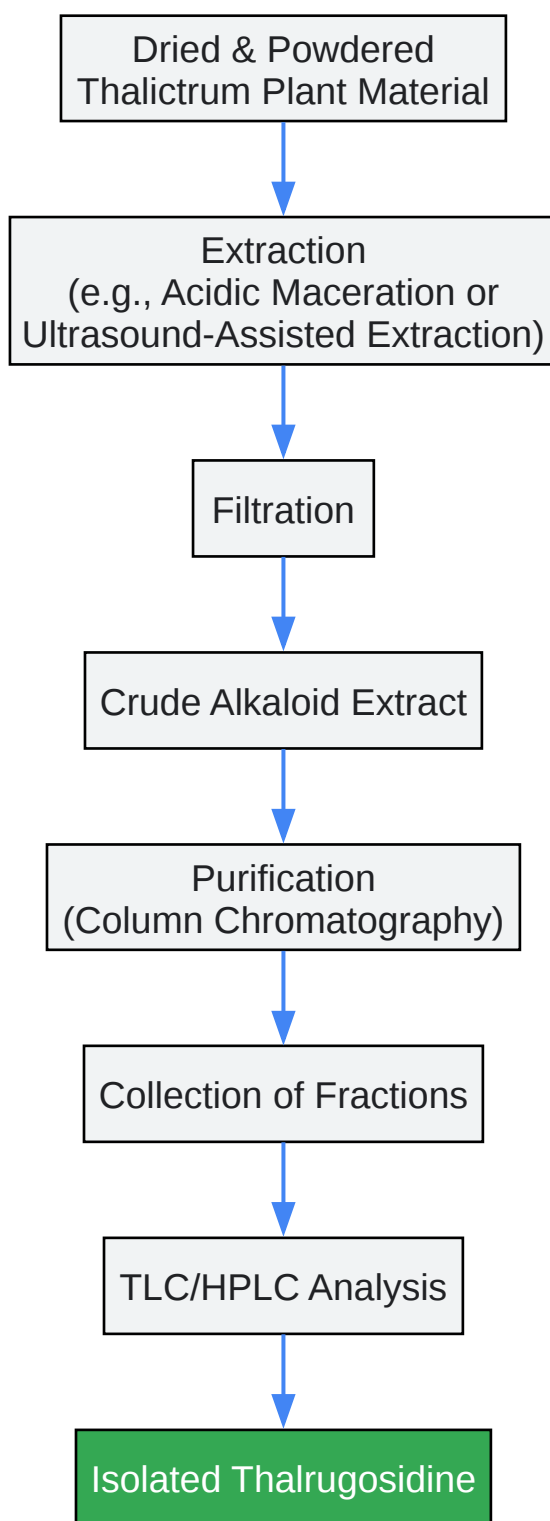 Dried & Powdered
Thalictrum Plant Material
Extraction
(e.g., Acidic Maceration or
Ultrasound-Assisted Extraction)
Filtration
Crude Alkaloid Extract
Purification
(Column Chromatography)
Collection of Fractions
TLC/HPLC Analysis
Isolated Thalrugosidine